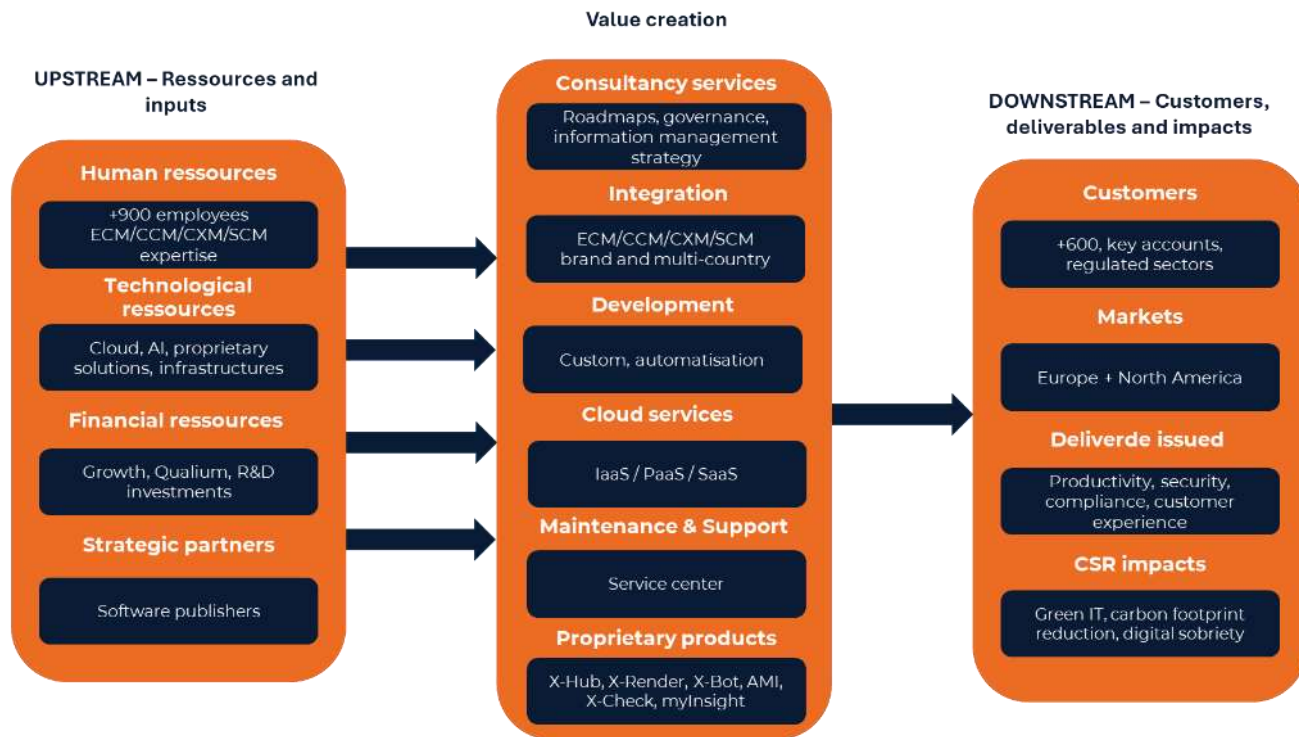 Value creation
UPSTREAM – Ressources and
inputs
Human ressources
+900 employees
ECM/CCM/CXM/SCM
expertise
Technological
ressources
Cloud, AI, proprietary
solutions, infrastructures
Financial ressources
Growth, Qualium, R&D
investments
Strategic partners
Software publishers
Consultancy services
Roadmaps, governance,
information management
strategy
Integration
ECM/CCM/CXM/SCM
brand and multi-country
Development
Custom, automatisation
Cloud services
IaaS / PaaS / SaaS
Maintenance & Support
Service center
Proprietary products
X-Hub, X-Render, X-Bot, AMI,
X-Check, myInsight
DOWNSTREAM – Customers,
deliverables and impacts
Customers
+600, key accounts,
regulated sectors
Markets
Europe + North America
Deliverde issued
Productivity, security,
compliance, customer
experience
CSR impacts
Green IT, carbon footprint
reduction, digital sobriety